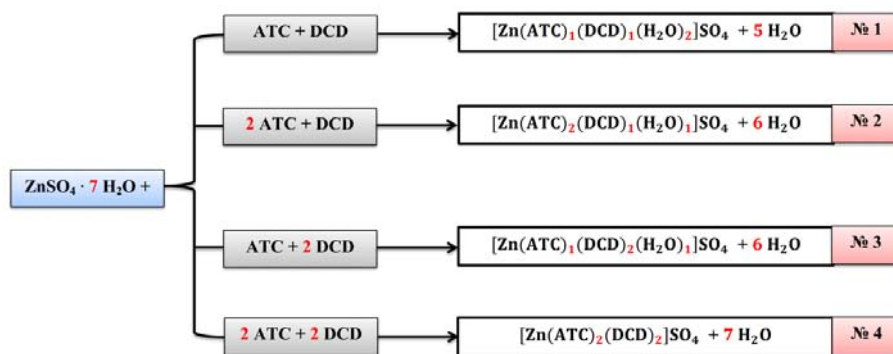 ATC + DCD
[Zn(ATC)₁(DCD)₁(H₂O)₂]SO₄ + 5 H₂O
№ 1
2 ATC + DCD
[Zn(ATC)₂(DCD)₁(H₂O)₁]SO₄ + 6 H₂O
№ 2
ZnSO₄ · 7 H₂O +
ATC + 2 DCD
[Zn(ATC)₁(DCD)₂(H₂O)₁]SO₄ + 6 H₂O
№ 3
2 ATC + 2 DCD
[Zn(ATC)₂(DCD)₂]SO₄ + 7 H₂O
№ 4